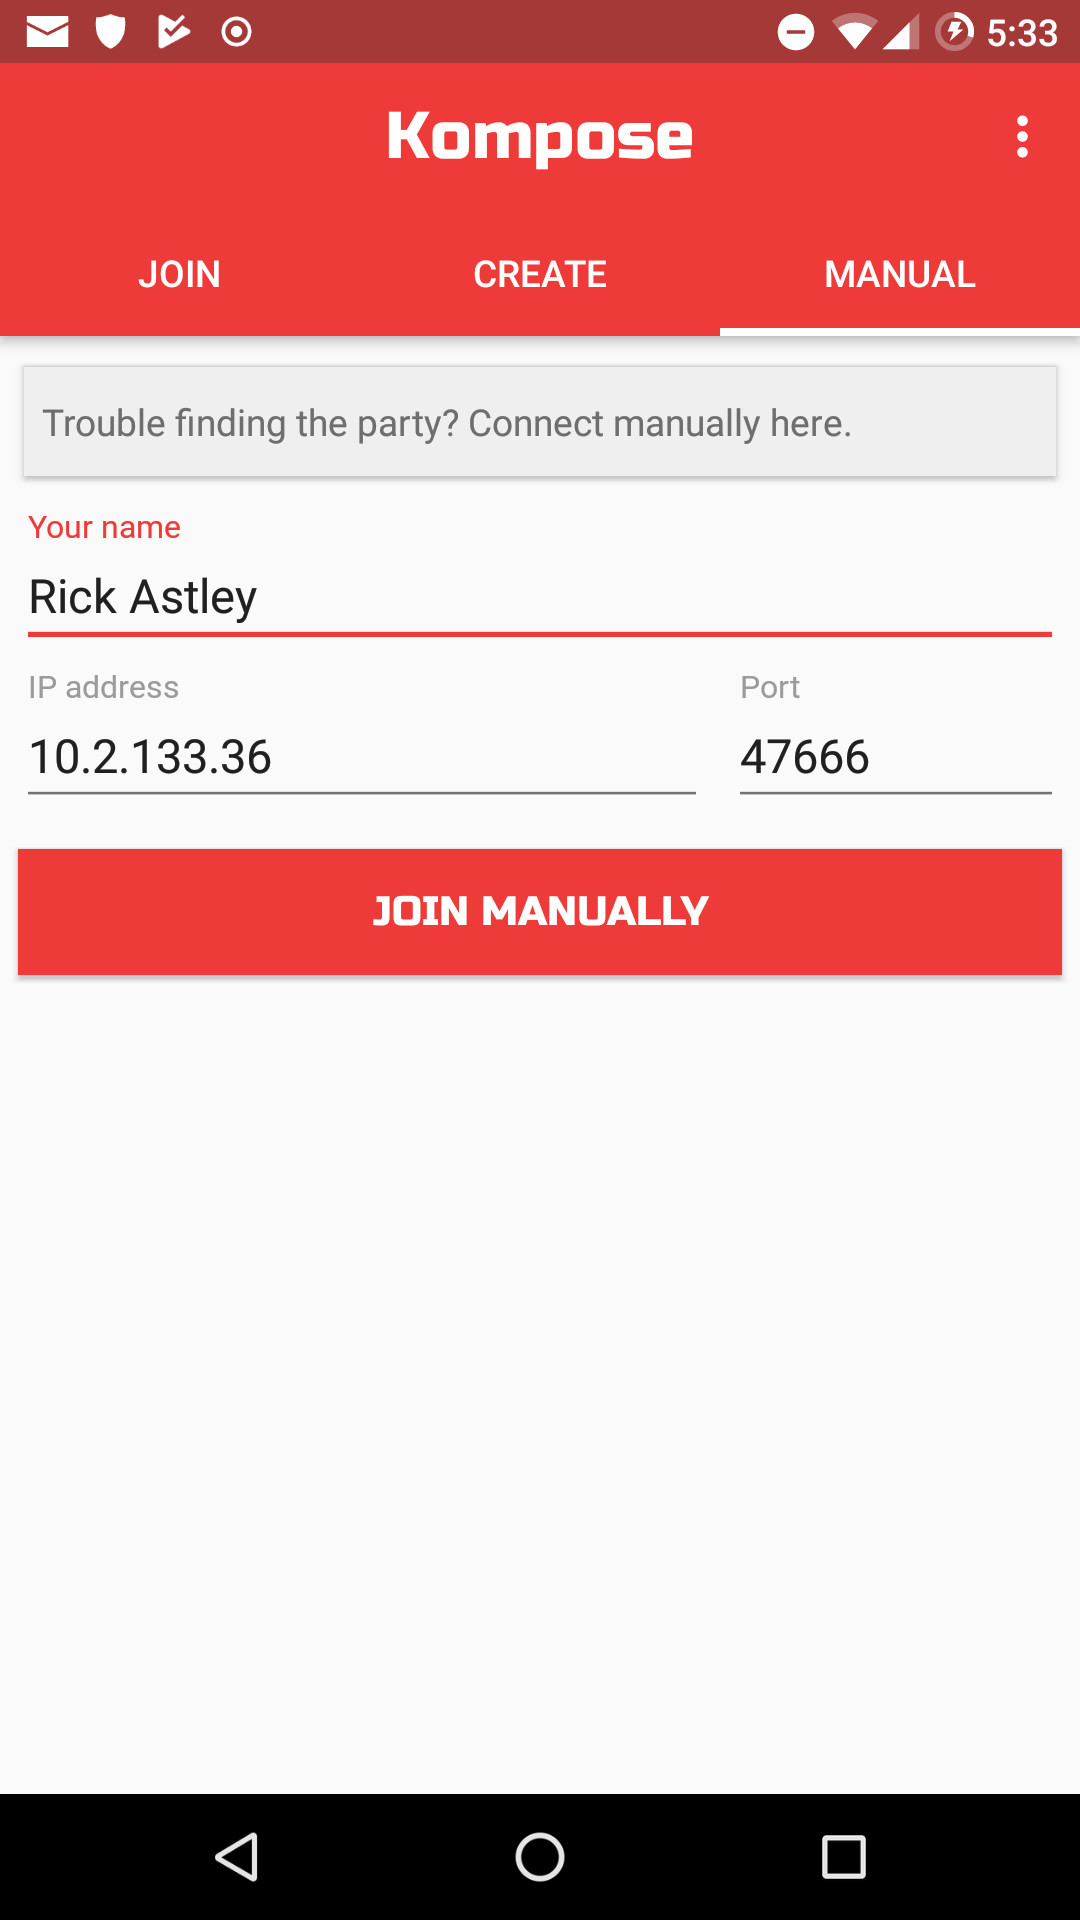 5:33
Kompose
JOIN CREATE MANUAL
Trouble finding the party? Connect manually here.
Your name
Rick Astley
IP address Port
10.2.133.36 47666
JOIN MANUALLY